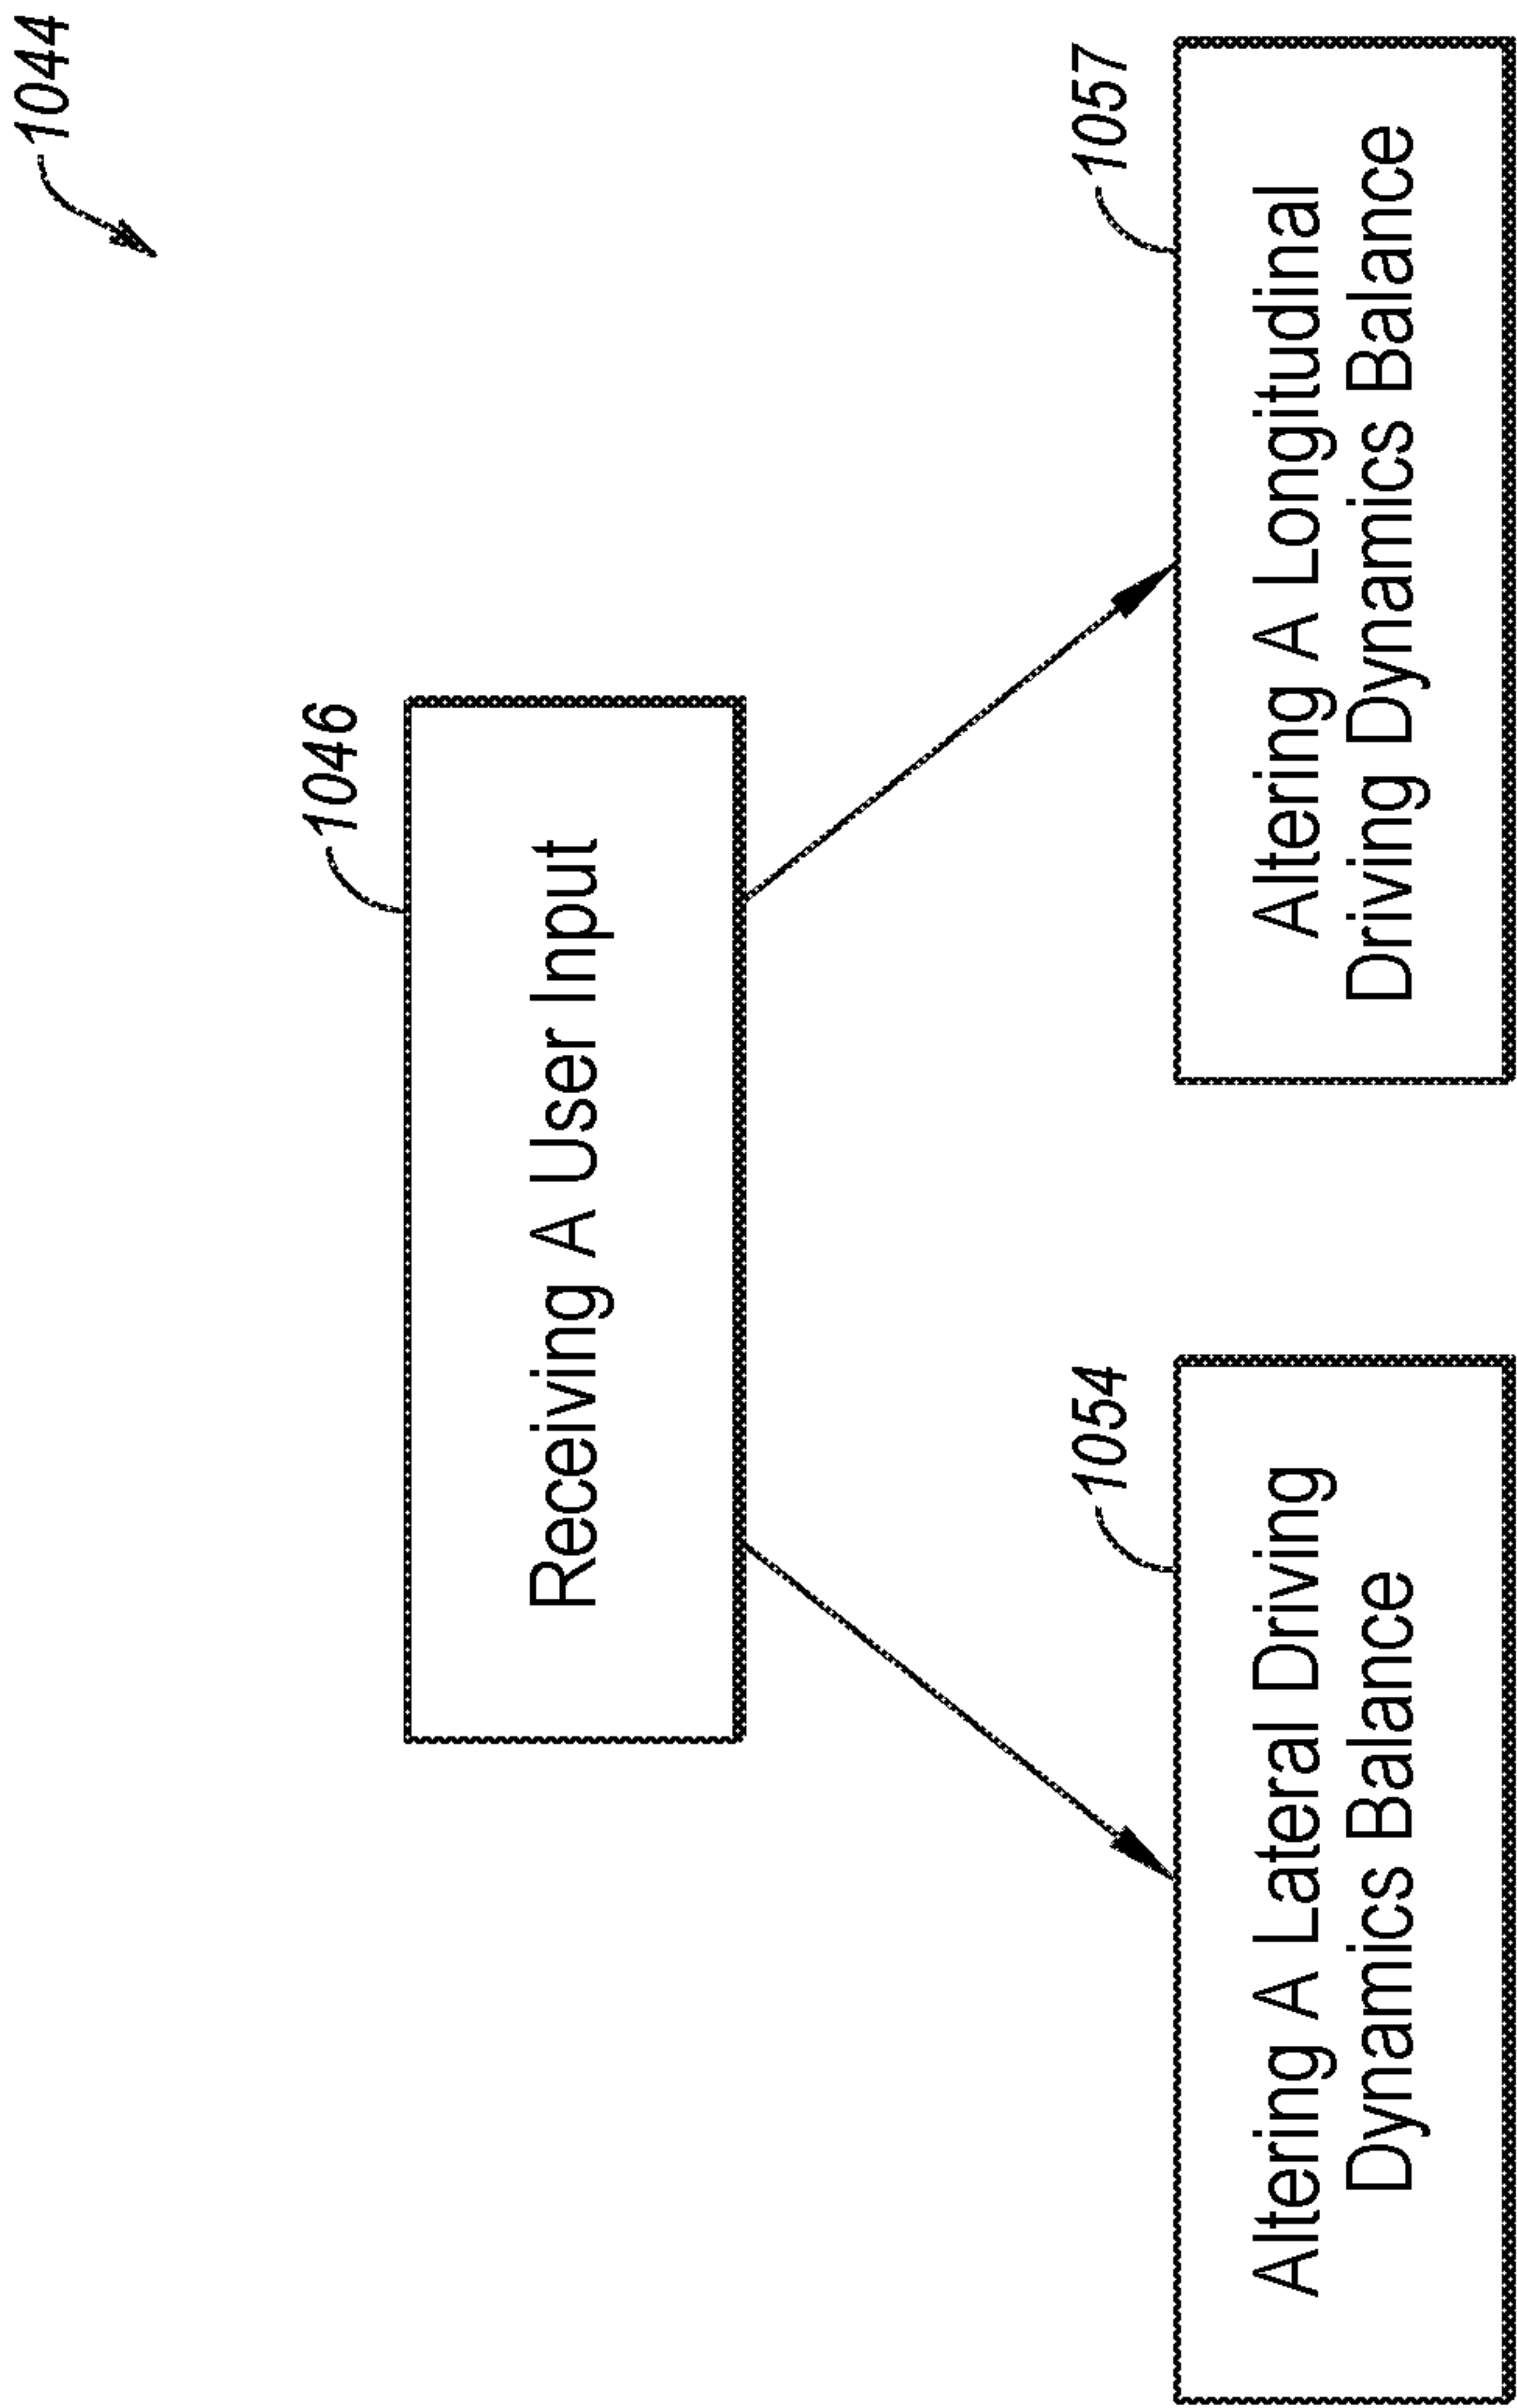 1044
1046
Receiving A User Input
1054
Altering A Lateral Driving
Dynamics Balance
1057
Altering A Longitudinal
Driving Dynamics Balance